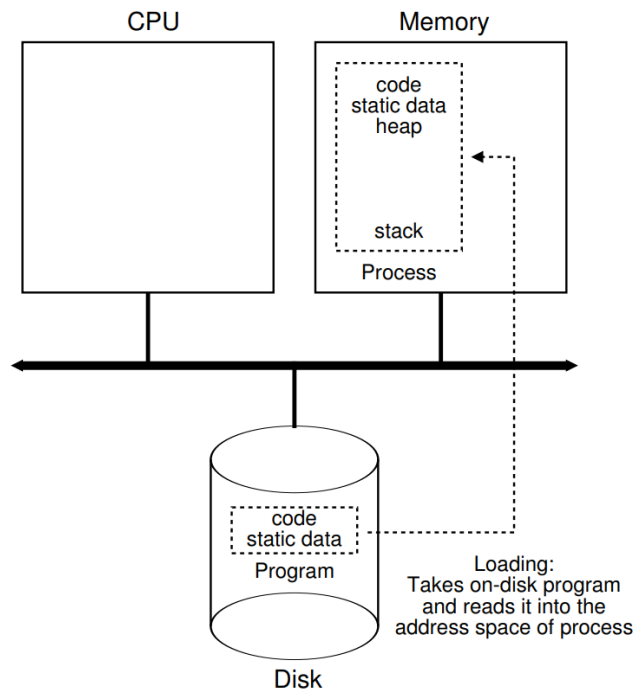 CPU
Memory
code
static data
heap
stack
Process
code
static data
Program
Loading:
Takes on-disk program
and reads it into the
address space of process
Disk